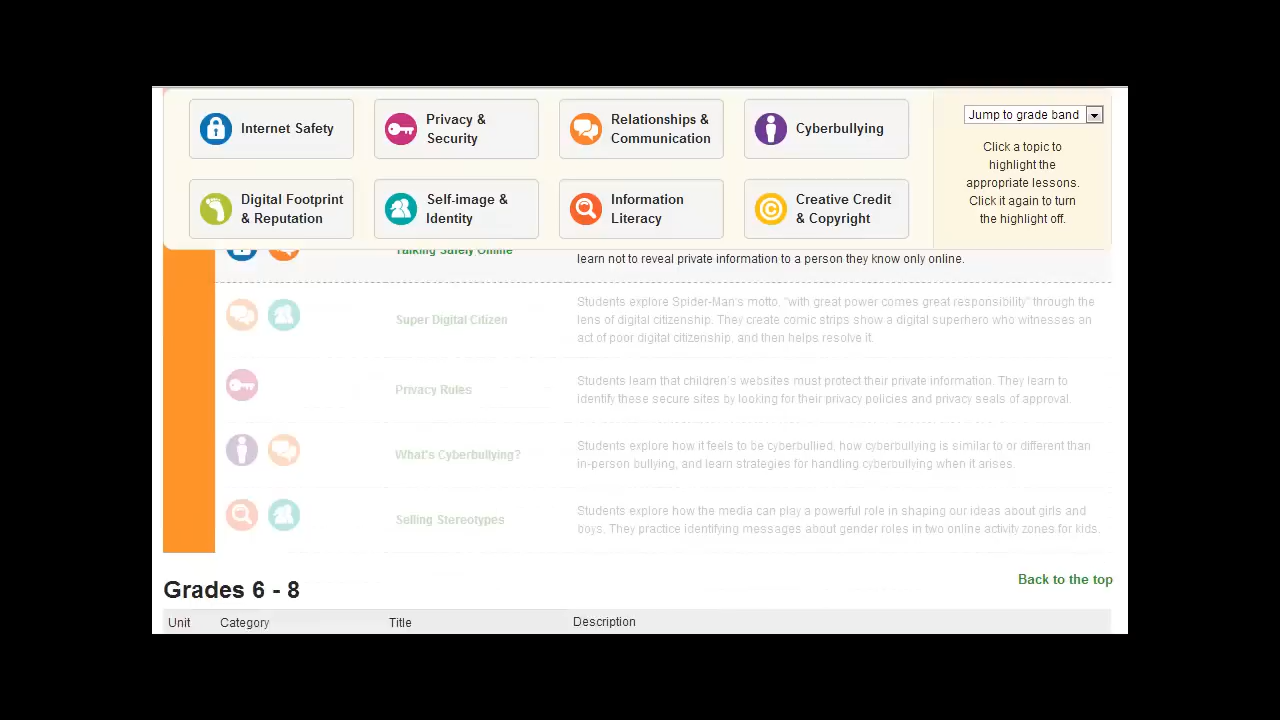 Internet Safety
Privacy &
Security
Relationships &
Communication
Cyberbullying
Jump to grade band
Click a topic to
highlight the
appropriate lessons.
Click it again to turn
the highlight off.
Digital Footprint
& Reputation
Self-image &
Identity
Information
Literacy
Creative Credit
& Copyright
Talking Safely Online
learn not to reveal private information to a person they know only online.
Super Digital Citizen
Students explore Spider-Man's motto, "with great power comes great responsibility" through the
lens of digital citizenship. They create comic strips show a digital superhero who witnesses an
act of poor digital citizenship, and then helps resolve it.
Privacy Rules
Students learn that children's websites must protect their private information. They learn to
identify these secure sites by looking for their privacy policies and privacy seals of approval.
What's Cyberbullying?
Students explore how it feels to be cyberbullied, how cyberbullying is similar to or different than
in-person bullying, and learn strategies for handling cyberbullying when it arises.
Selling Stereotypes
Students explore how the media can play a powerful role in shaping our ideas about girls and
boys. They practice identifying messages about gender roles in two online activity zones for kids.
Back to the top
Grades 6 - 8
Unit Category Title Description